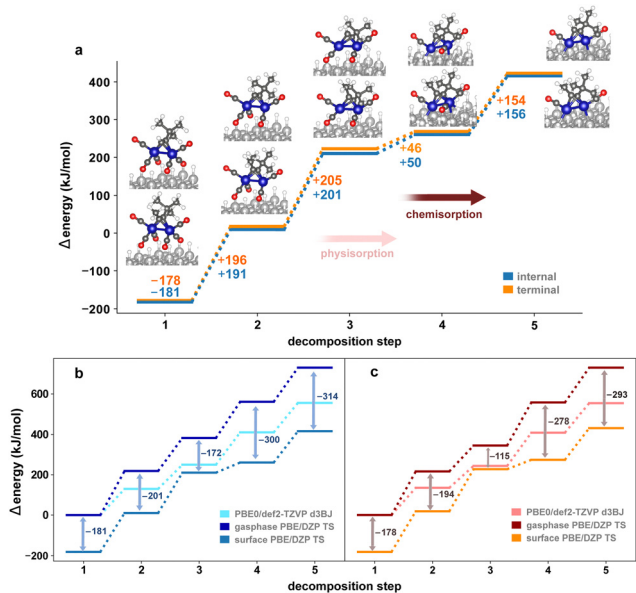 a
400
300
200
100
0
−100
−200
Δenergy (kJ/mol)
−178
−181
+196
+191
+205
+201
+46
+50
+154
+156
physisorption
chemisorption
internal
terminal
1 2 3 4 5
decomposition step
b
600
400
200
0
−200
Δenergy (kJ/mol)
−181
−201
−172
−300
−314
PBE0/def2-TZVP d3BJ
gasphase PBE/DZP TS
surface PBE/DZP TS
1 2 3 4 5
c
−178
−194
−115
−278
−293
PBE0/def2-TZVP d3BJ
gasphase PBE/DZP TS
surface PBE/DZP TS
1 2 3 4 5
decomposition step